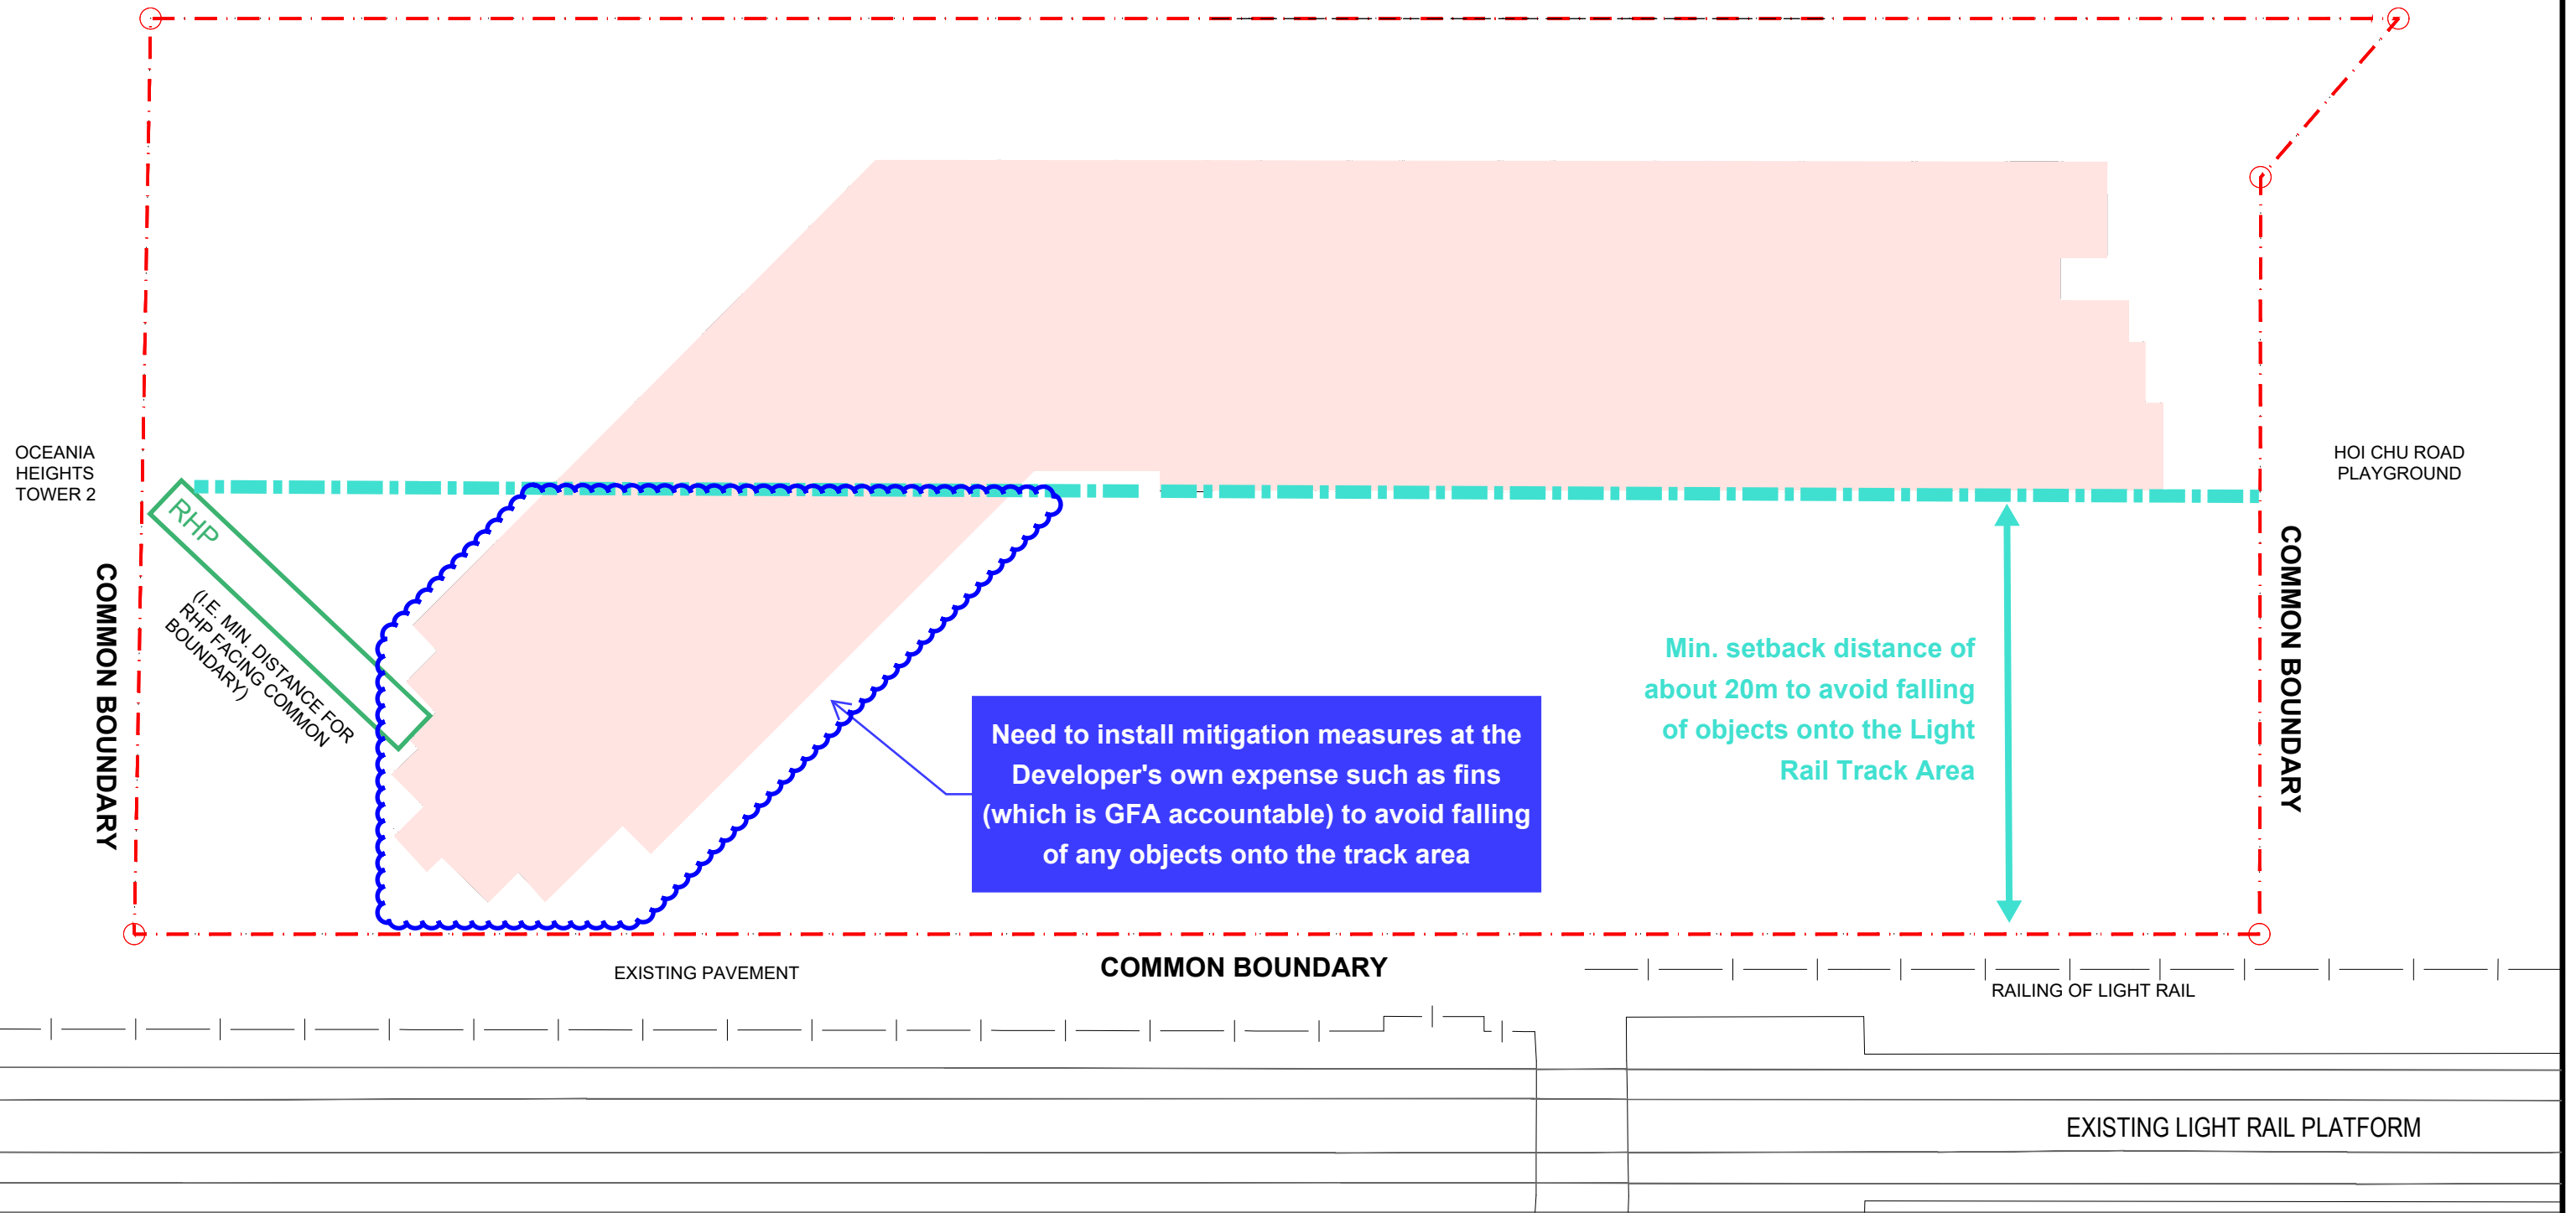 OCEANIA
HEIGHTS
TOWER 2
HOI CHU ROAD
PLAYGROUND
RHP
(I.E. MIN. DISTANCE FOR
RHP FACING COMMON
BOUNDARY)
COMMON BOUNDARY
COMMON BOUNDARY
Min. setback distance of
about 20m to avoid falling
of objects onto the Light
Rail Track Area
Need to install mitigation measures at the
Developer's own expense such as fins
(which is GFA accountable) to avoid falling
of any objects onto the track area
EXISTING PAVEMENT
COMMON BOUNDARY
RAILING OF LIGHT RAIL
EXISTING LIGHT RAIL PLATFORM